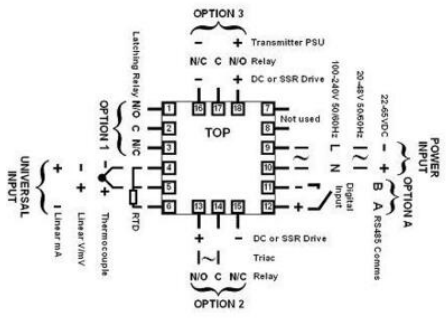 OPTION 3
- + Transmitter PSU
N/C C N/O Relay
- + DC or SSR Drive
16 17 18
TOP
1
2
3
4
5
6
7
8
9
10
11
12
13 14 15
Not used
Latching Relay N/O C N/C
OPTION 1
RTD
Thermocouple - +
Linear V/mV + +
Linear mA + -
UNIVERSAL INPUT
100-240V 50/60Hz L N
20-48V 50/60Hz
22-65VDC - +
POWER INPUT
Digital Input - +
RS485 Comms B A
OPTION A
+ - DC or SSR Drive
~ Triac
N/O C N/C Relay
OPTION 2